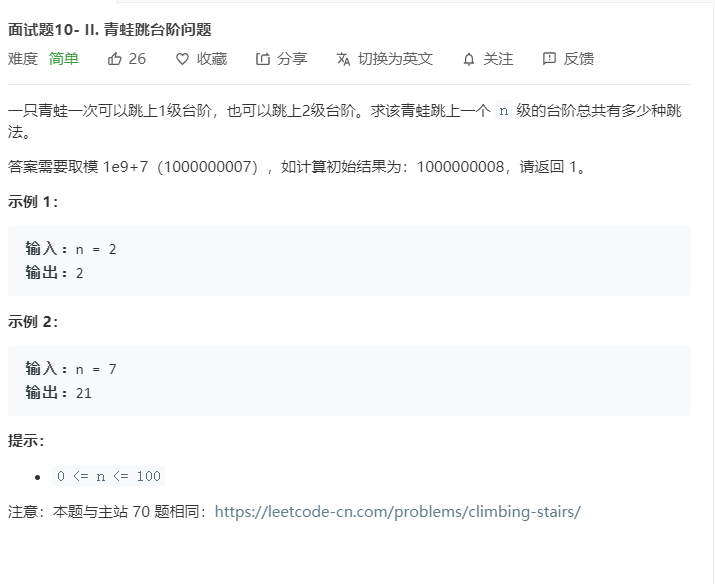 面试题10- II. 青蛙跳台阶问题
难度 简单 26 收藏 分享 切换为英文 关注 反馈
一只青蛙一次可以跳上1级台阶，也可以跳上2级台阶。求该青蛙跳上一个 n 级的台阶总共有多少种跳
法。
答案需要取模 1e9+7（1000000007），如计算初始结果为：1000000008，请返回 1。
示例 1：
输入：n = 2
输出：2
示例 2：
输入：n = 7
输出：21
提示：
0 <= n <= 100
注意：本题与主站 70 题相同：https://leetcode-cn.com/problems/climbing-stairs/